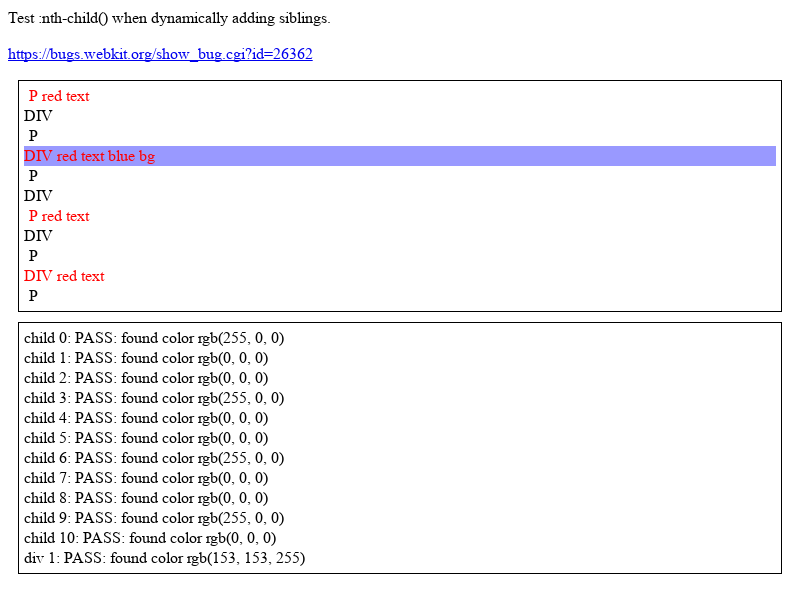 Test :nth-child() when dynamically adding siblings.
https://bugs.webkit.org/show_bug.cgi?id=26362
P red text
DIV
P
DIV red text blue bg
P
DIV
P red text
DIV
P
DIV red text
P
child 0: PASS: found color rgb(255, 0, 0)
child 1: PASS: found color rgb(0, 0, 0)
child 2: PASS: found color rgb(0, 0, 0)
child 3: PASS: found color rgb(255, 0, 0)
child 4: PASS: found color rgb(0, 0, 0)
child 5: PASS: found color rgb(0, 0, 0)
child 6: PASS: found color rgb(255, 0, 0)
child 7: PASS: found color rgb(0, 0, 0)
child 8: PASS: found color rgb(0, 0, 0)
child 9: PASS: found color rgb(255, 0, 0)
child 10: PASS: found color rgb(0, 0, 0)
div 1: PASS: found color rgb(153, 153, 255)